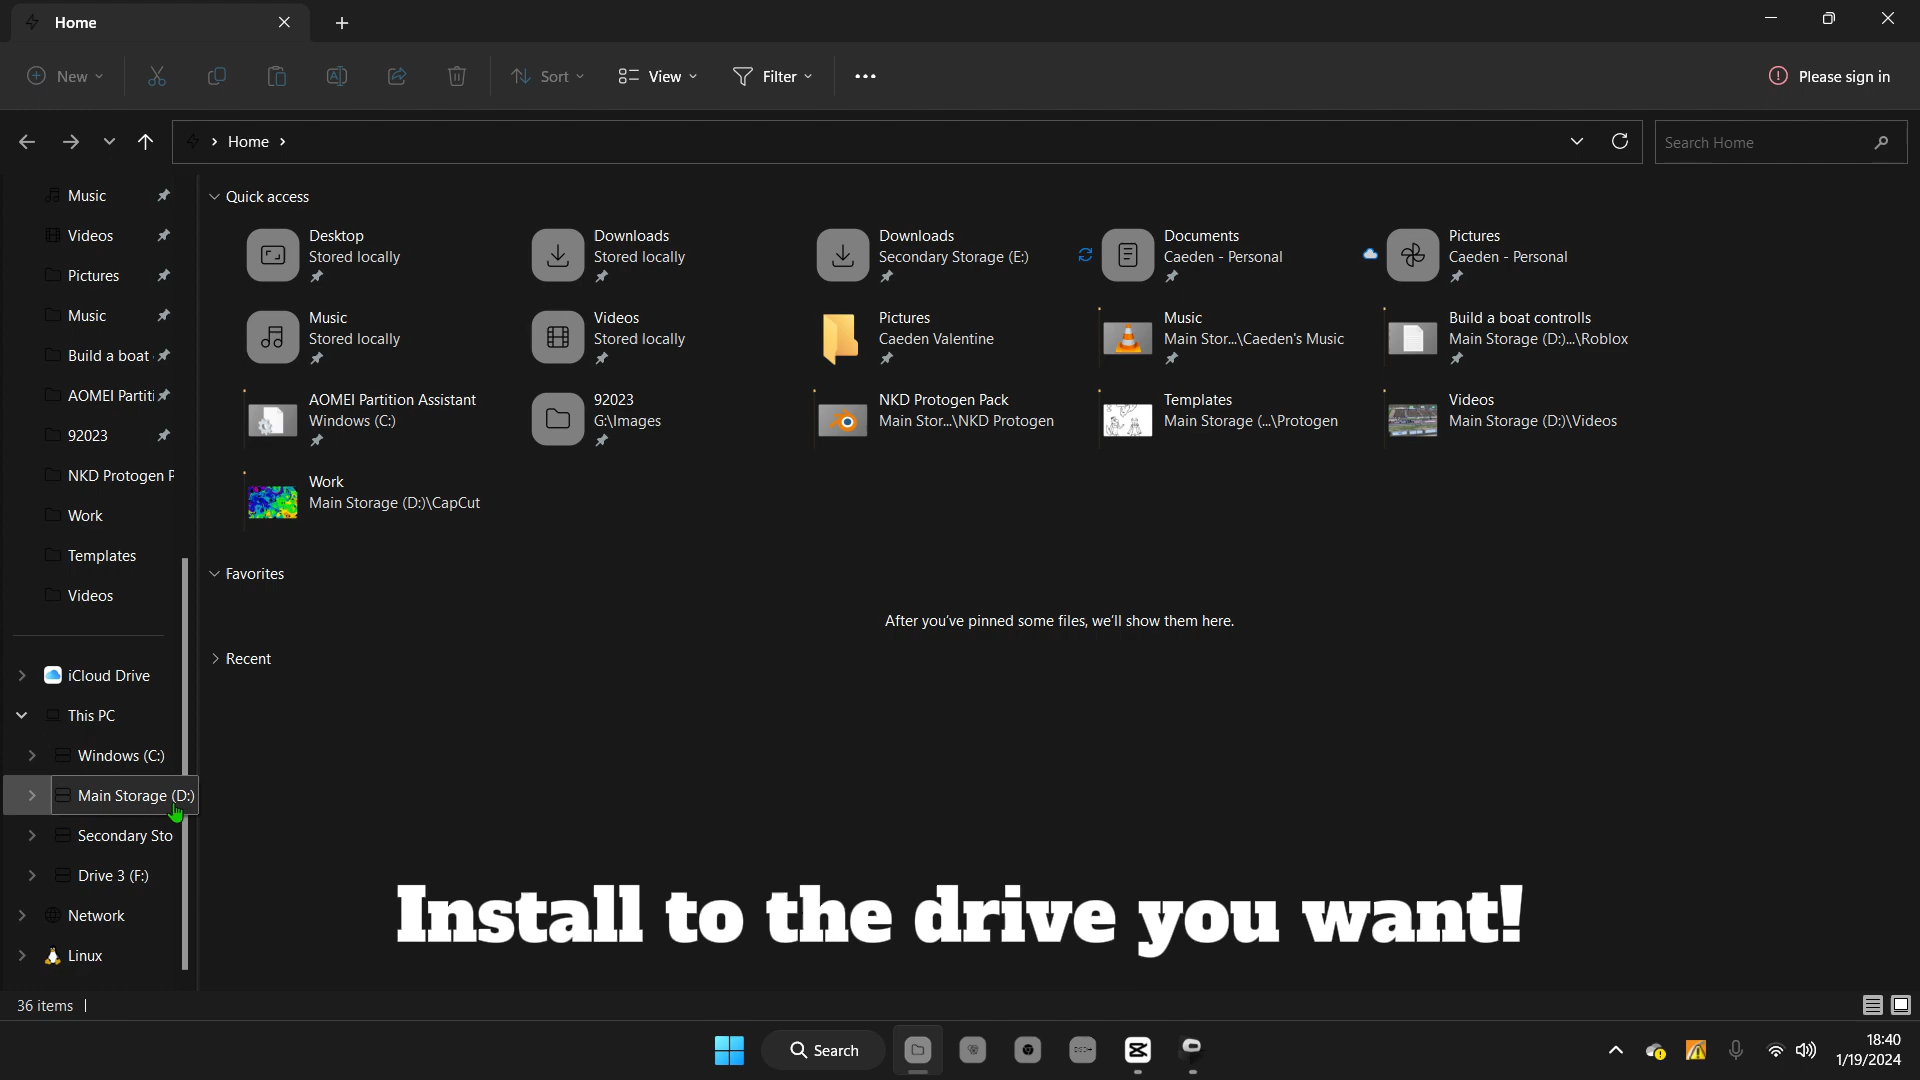 Home
New
Sort
View
Filter
Please sign in
Home
Search Home
Music
Videos
Pictures
Music
Build a boat
AOMEI Partiti
92023
NKD Protogen P
Work
Templates
Videos
iCloud Drive
This PC
Windows (C:)
Main Storage (D:)
Secondary Sto
Drive 3 (F:)
Network
Linux
Quick access
Desktop
Stored locally
Downloads
Stored locally
Downloads
Secondary Storage (E:)
Documents
Caeden - Personal
Pictures
Caeden - Personal
Music
Stored locally
Videos
Stored locally
Pictures
Caeden Valentine
Music
Main Stor...\Caeden's Music
Build a boat controlls
Main Storage (D:)...\Roblox
AOMEI Partition Assistant
Windows (C:)
92023
G:\Images
NKD Protogen Pack
Main Stor...\NKD Protogen
Templates
Main Storage (...\Protogen
Videos
Main Storage (D:)\Videos
Work
Main Storage (D:)\CapCut
Favorites
After you've pinned some files, we'll show them here.
Recent
Install to the drive you want!
36 items
Search
18:40
1/19/2024